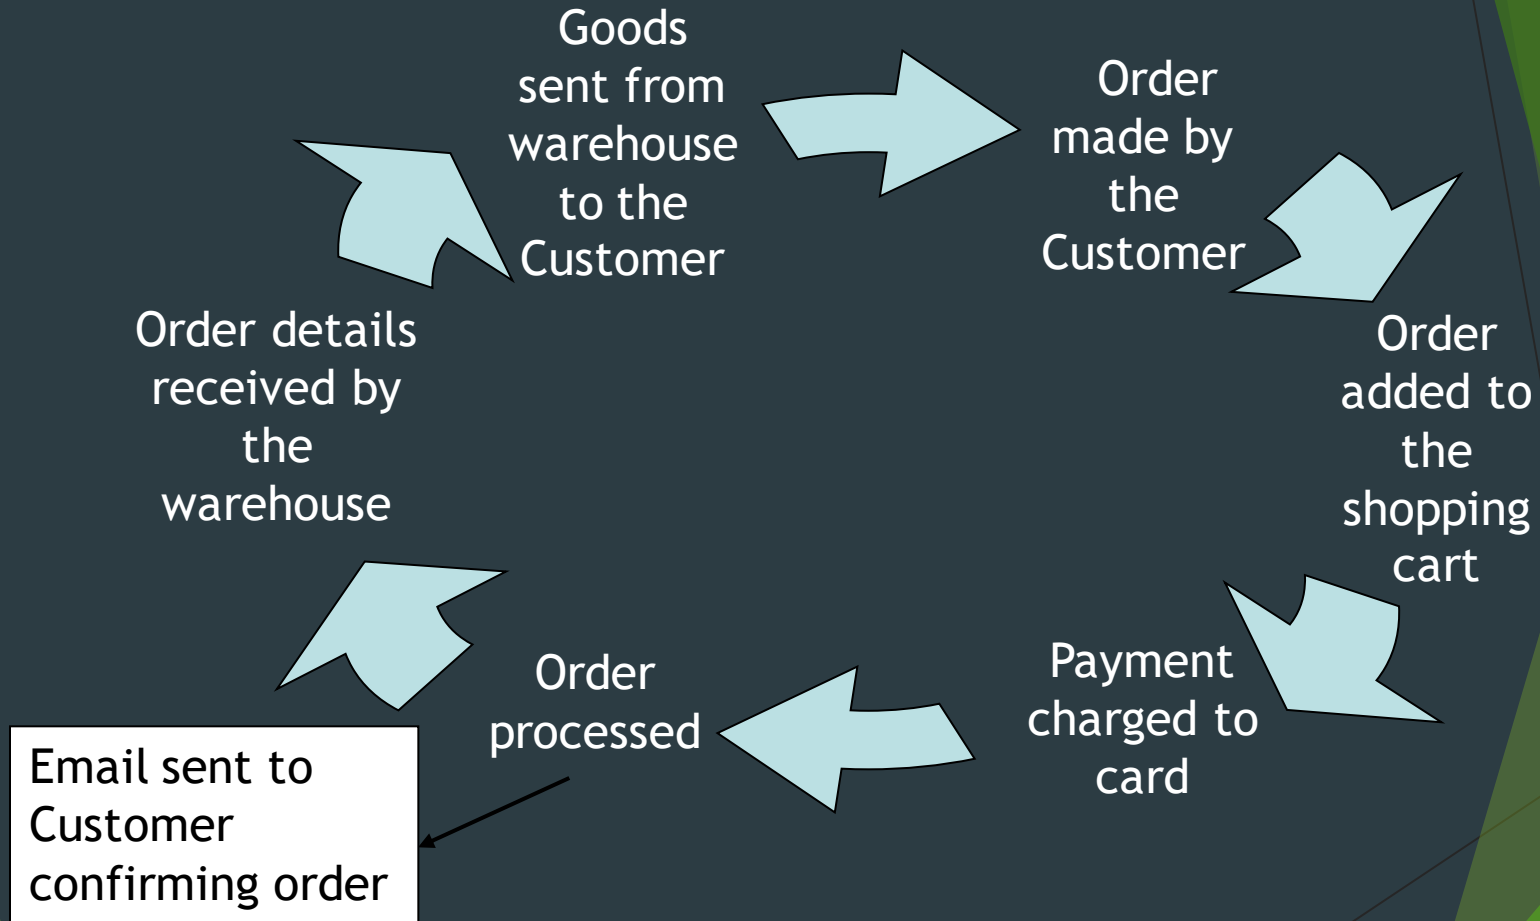 Goods
sent from
warehouse
to the
Customer
Order
made by
the
Customer
Order
added to
the
shopping
cart
Payment
charged to
card
Order
processed
Email sent to
Customer
confirming order
Order details
received by
the
warehouse